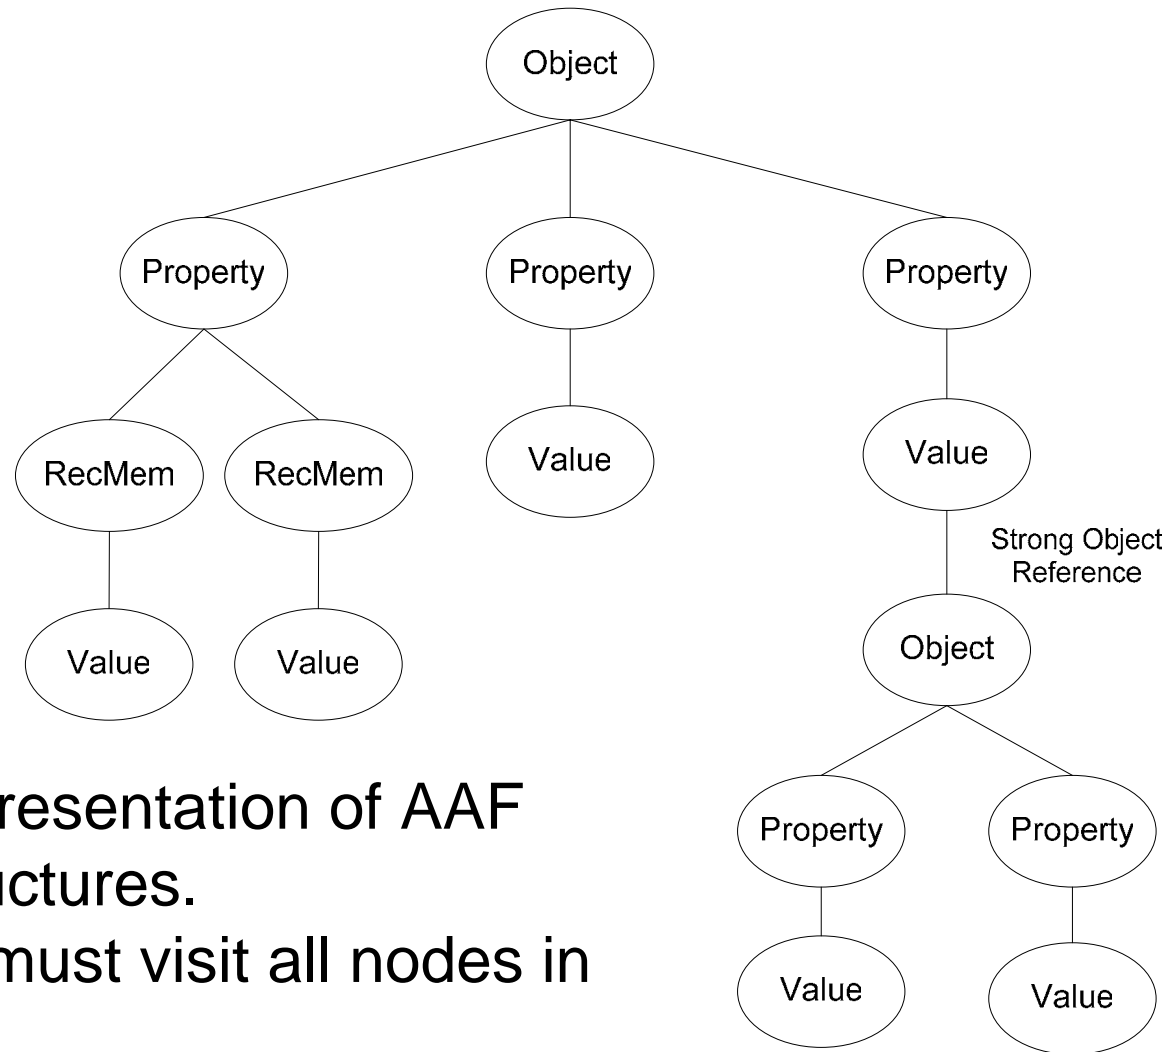 Object
Property Property Property
RecMem RecMem Value Value
Strong Object
Reference
Value Value Object
Property Property
Value Value
resentation of AAF
uctures.
must visit all nodes in